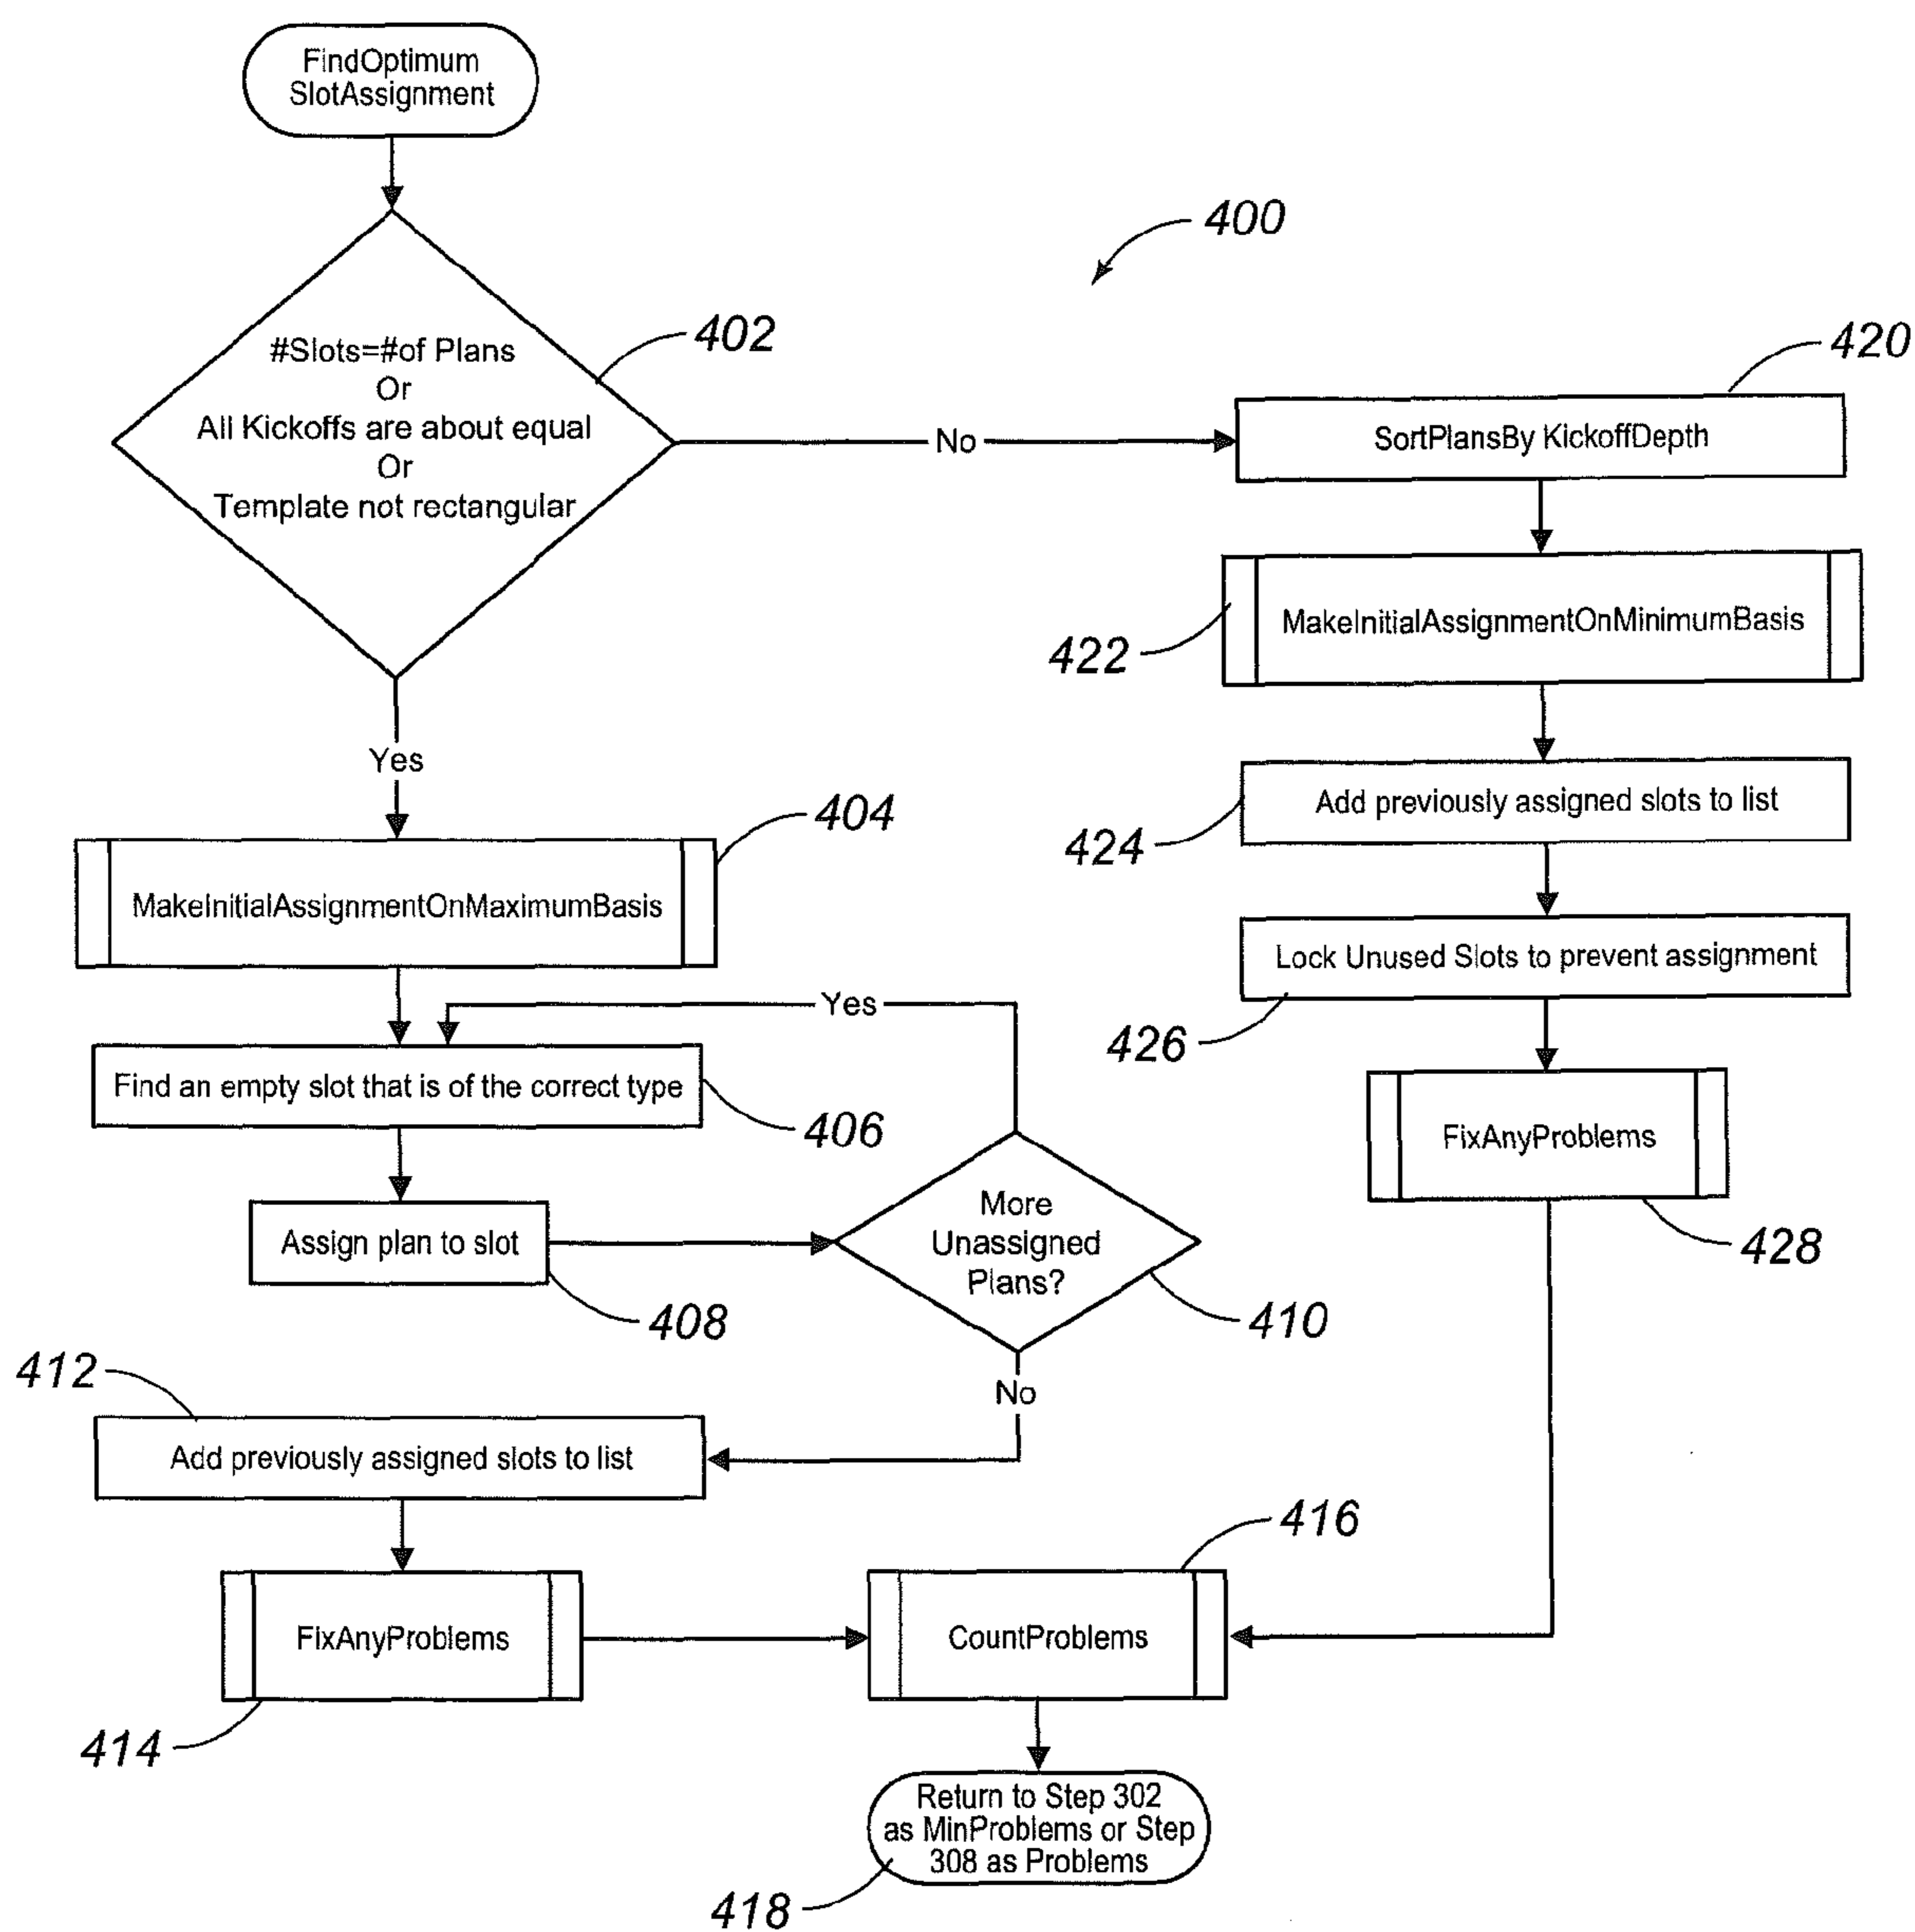 FindOptimum
SlotAssignment
400
402
#Slots=#of Plans
Or
All Kickoffs are about equal
Or
Template not rectangular
No
Yes
420
SortPlansBy KickoffDepth
422
MakeInitialAssignmentOnMinimumBasis
424
Add previously assigned slots to list
426
Lock Unused Slots to prevent assignment
428
FixAnyProblems
404
MakeInitialAssignmentOnMaximumBasis
Yes
Find an empty slot that is of the correct type
406
Assign plan to slot
408
More
Unassigned
Plans?
410
No
412
Add previously assigned slots to list
414
FixAnyProblems
416
CountProblems
Return to Step 302
as MinProblems or Step
308 as Problems
418